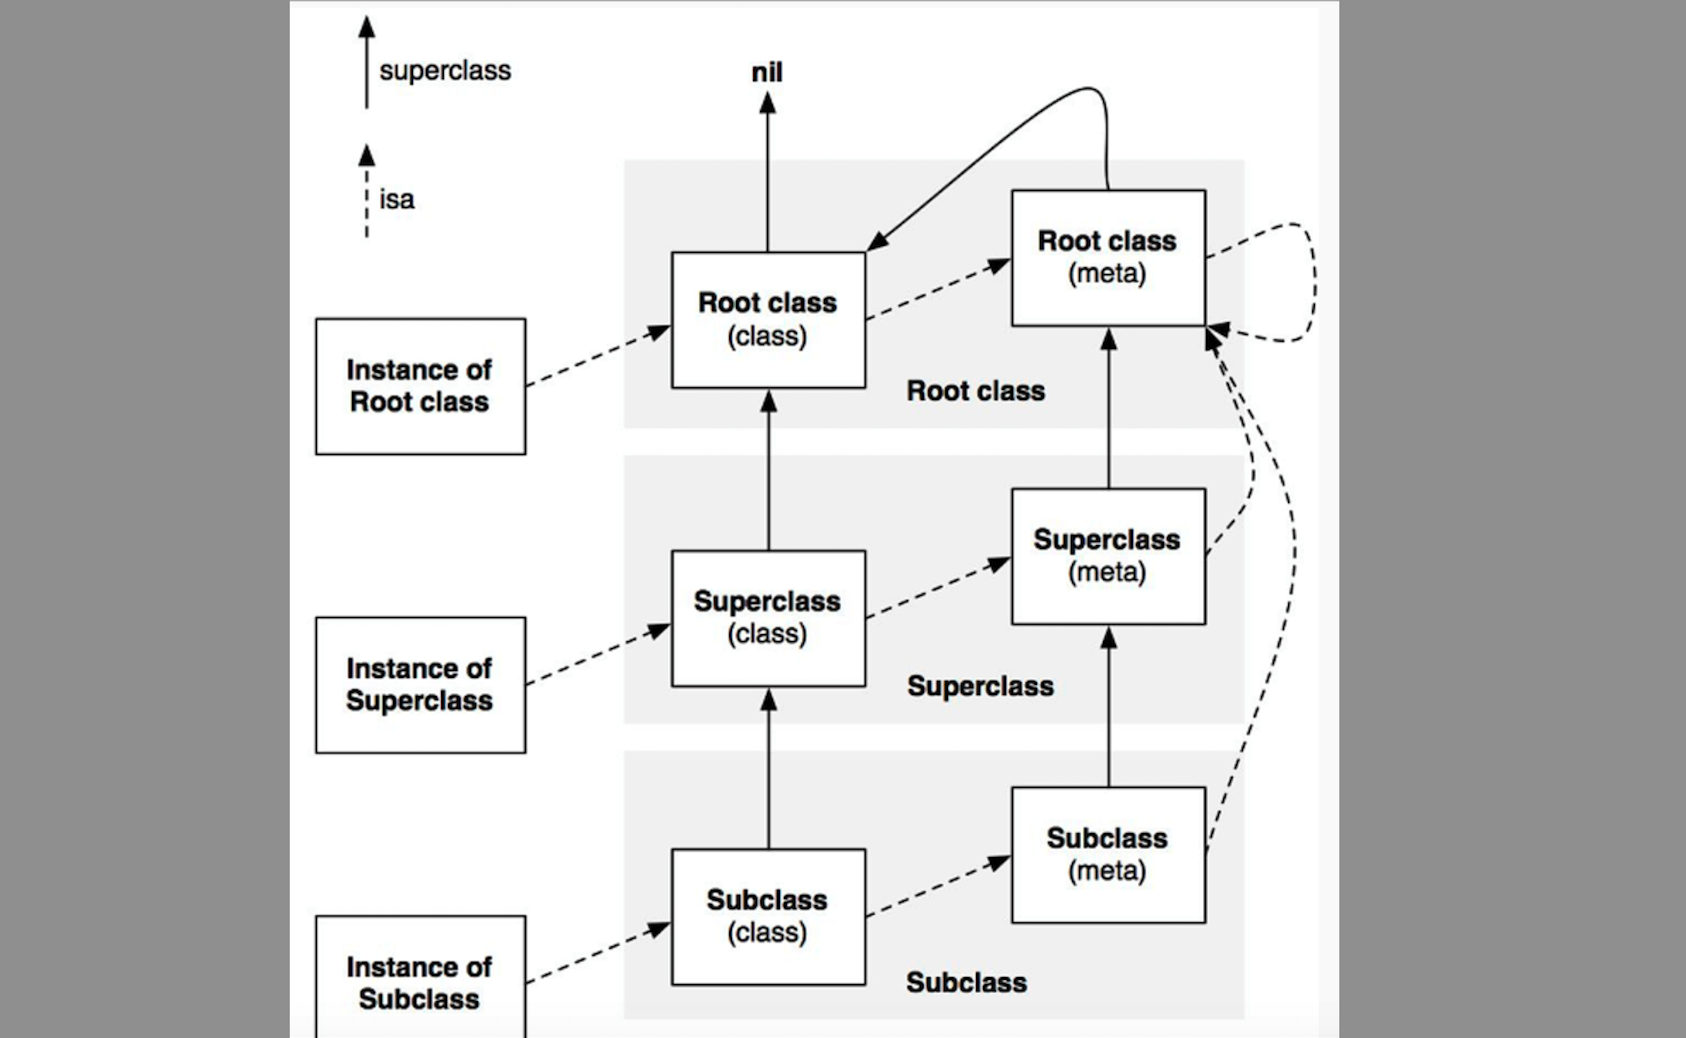 superclass
nil
isa
Root class
(meta)
Root class
(class)
Instance of
Root class
Root class
Superclass
(meta)
Superclass
(class)
Instance of
Superclass
Superclass
Subclass
(meta)
Subclass
(class)
Instance of
Subclass
Subclass